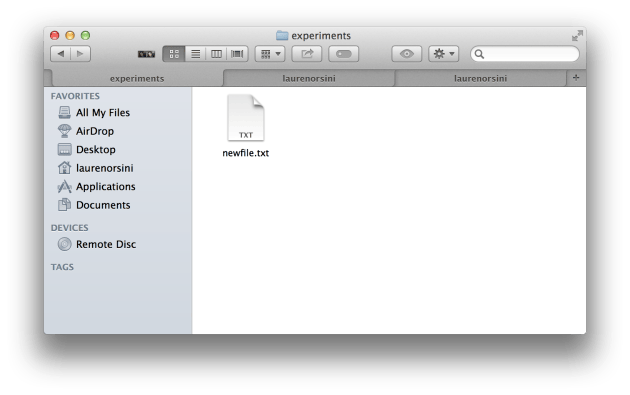 experiments
experiments laurenorsini laurenorsini +
FAVORITES
All My Files
AirDrop
Desktop
laurenorsini
Applications
Documents
DEVICES
Remote Disc
TAGS
TXT
newfile.txt